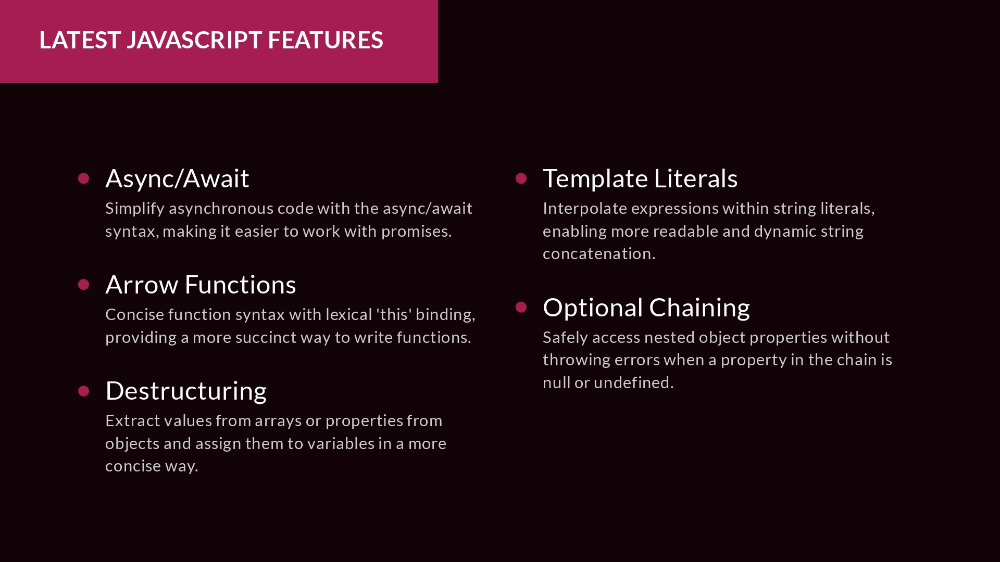 LATEST JAVASCRIPT FEATURES
Async/Await
Simplify asynchronous code with the async/await
syntax, making it easier to work with promises.
Arrow Functions
Concise function syntax with lexical 'this' binding,
providing a more succinct way to write functions.
Destructuring
Extract values from arrays or properties from
objects and assign them to variables in a more
concise way.
Template Literals
Interpolate expressions within string literals,
enabling more readable and dynamic string
concatenation.
Optional Chaining
Safely access nested object properties without
throwing errors when a property in the chain is
null or undefined.